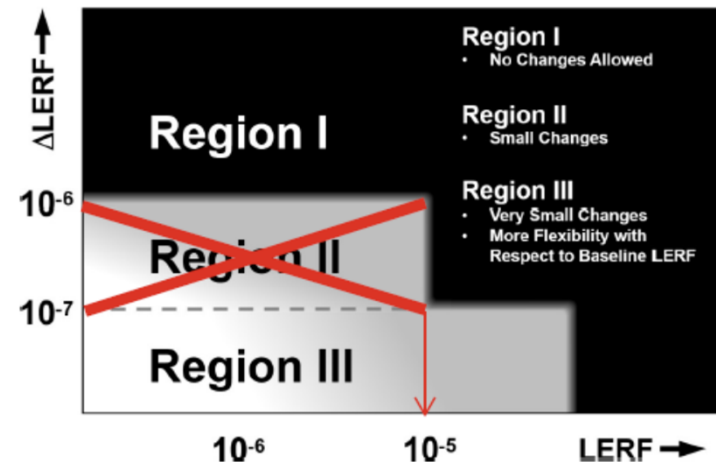 ΔLERF→
Region I
• No Changes Allowed
Region II
• Small Changes
Region III
• Very Small Changes
• More Flexibility with
Respect to Baseline LERF
Region I
10-6
Region II
10-7
Region III
10-6
10-5
LERF→